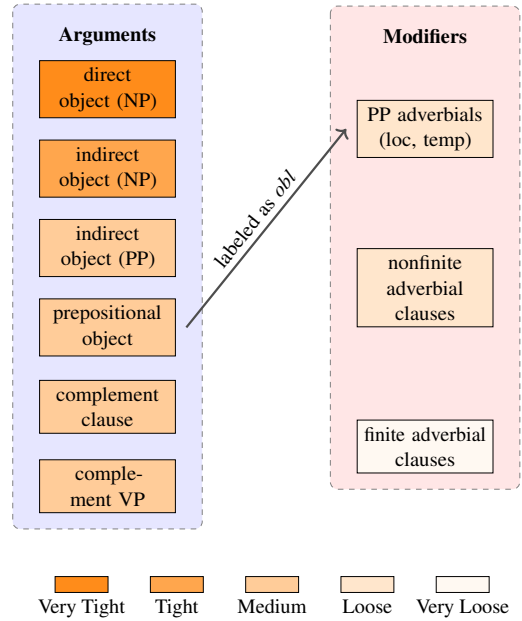 Arguments
direct
object (NP)
indirect
object (NP)
indirect
object (PP)
prepositional
object
complement
clause
comple-
ment VP
labeled as obl
Modifiers
PP adverbials
(loc, temp)
nonfinite
adverbial
clauses
finite adverbial
clauses
Very Tight
Tight
Medium
Loose
Very Loose